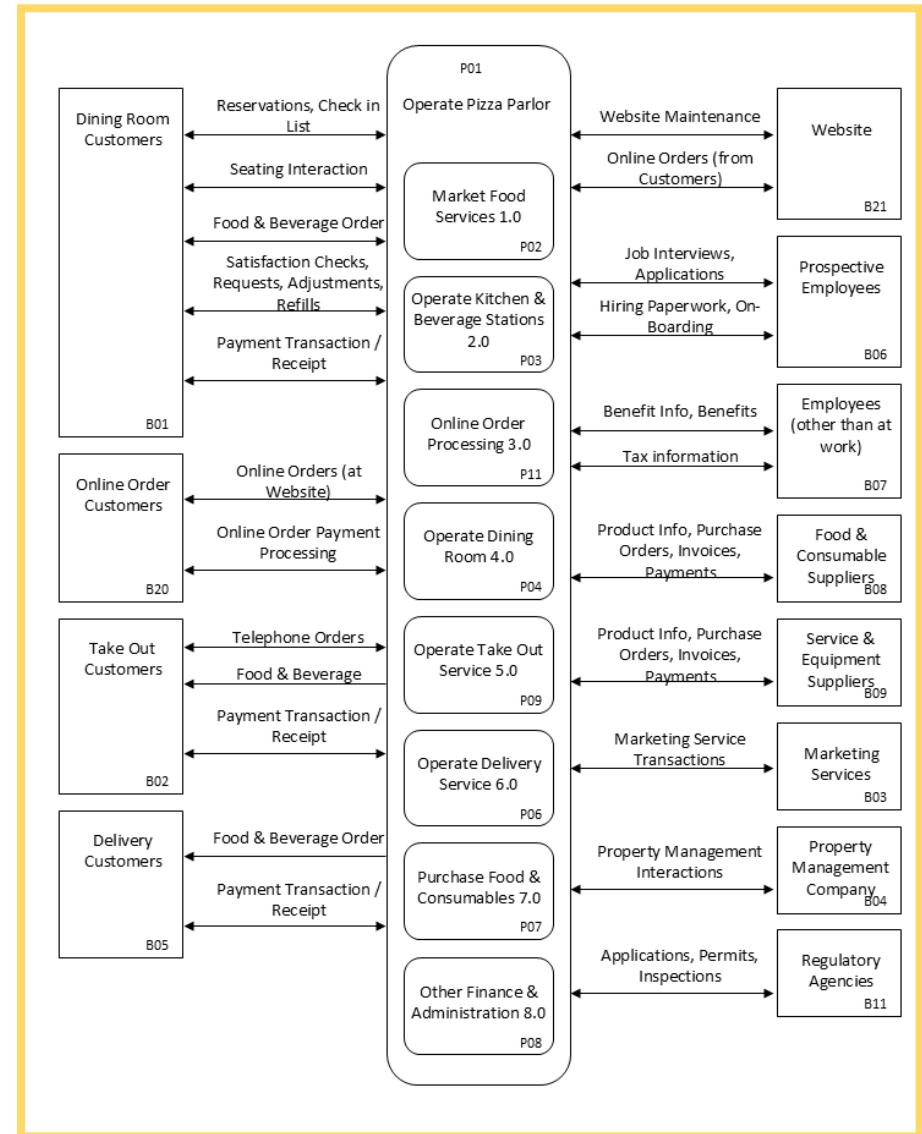 P01
Operate Pizza Parlor
Dining Room
Customers
B01
Reservations, Check in
List
Seating Interaction
Food & Beverage Order
Satisfaction Checks,
Requests, Adjustments,
Refills
Payment Transaction /
Receipt
Online Order
Customers
B20
Online Orders (at
Website)
Online Order Payment
Processing
Take Out
Customers
B02
Telephone Orders
Food & Beverage
Payment Transaction /
Receipt
Delivery
Customers
B05
Food & Beverage Order
Payment Transaction /
Receipt
Market Food
Services 1.0
P02
Operate Kitchen &
Beverage Stations
2.0
P03
Online Order
Processing 3.0
P11
Operate Dining
Room 4.0
P04
Operate Take Out
Service 5.0
P09
Operate Delivery
Service 6.0
P06
Purchase Food &
Consumables 7.0
P07
Other Finance &
Administration 8.0
P08
Website Maintenance
Online Orders (from
Customers)
Website
B21
Job Interviews,
Applications
Hiring Paperwork, On-
Boarding
Prospective
Employees
B06
Benefit Info, Benefits
Tax information
Employees
(other than at
work)
B07
Product Info, Purchase
Orders, Invoices,
Payments
Food &
Consumable
Suppliers
B08
Product Info, Purchase
Orders, Invoices,
Payments
Service &
Equipment
Suppliers
B09
Marketing Service
Transactions
Marketing
Services
B03
Property Management
Interactions
Property
Management
Company
B04
Applications, Permits,
Inspections
Regulatory
Agencies
B11